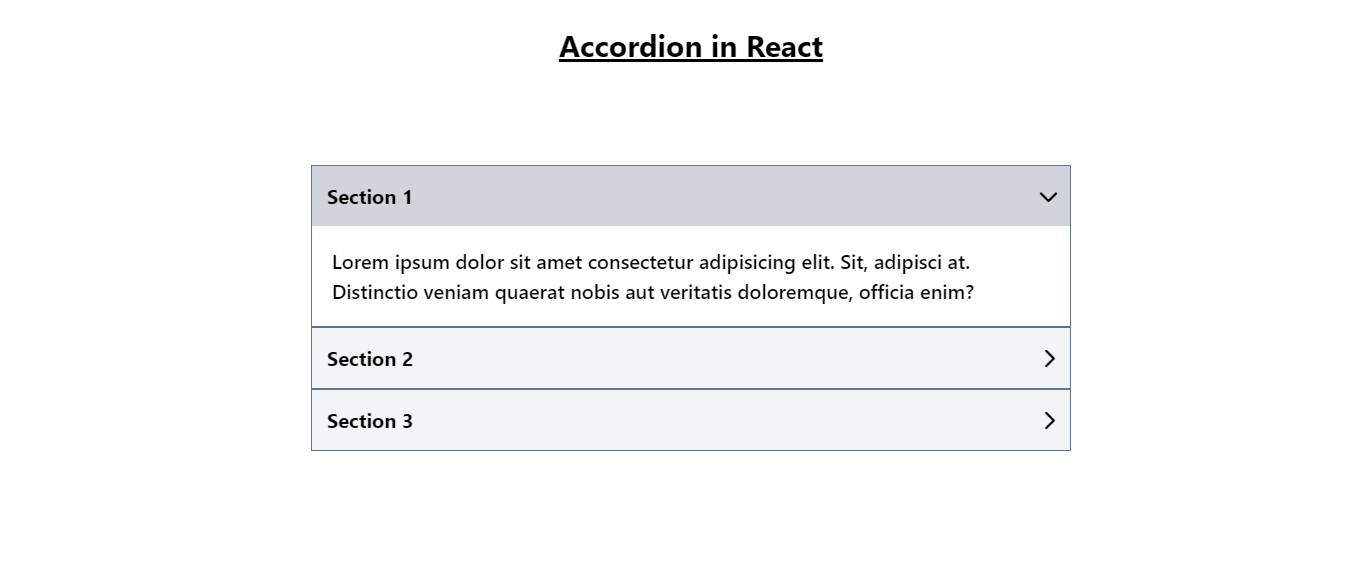 Accordion in React
Section 1
Lorem ipsum dolor sit amet consectetur adipisicing elit. Sit, adipisci at.
Distinctio veniam quaerat nobis aut veritatis doloremque, officia enim?
Section 2
Section 3